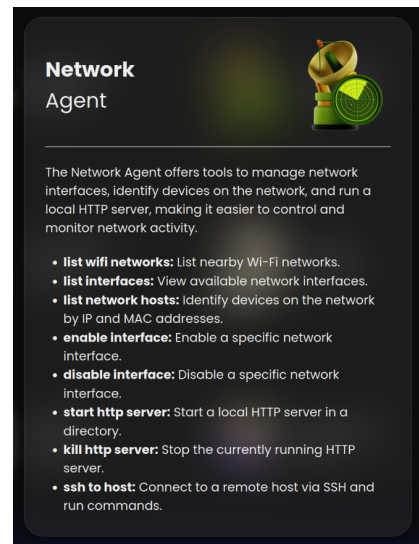 Network
Agent
The Network Agent offers tools to manage network
interfaces, identify devices on the network, and run a
local HTTP server, making it easier to control and
monitor network activity.
• list wifi networks: List nearby Wi-Fi networks.
• list interfaces: View available network interfaces.
• list network hosts: Identify devices on the network
by IP and MAC addresses.
• enable interface: Enable a specific network
interface.
• disable interface: Disable a specific network
interface.
• start http server: Start a local HTTP server in a
directory.
• kill http server: Stop the currently running HTTP
server.
• ssh to host: Connect to a remote host via SSH and
run commands.